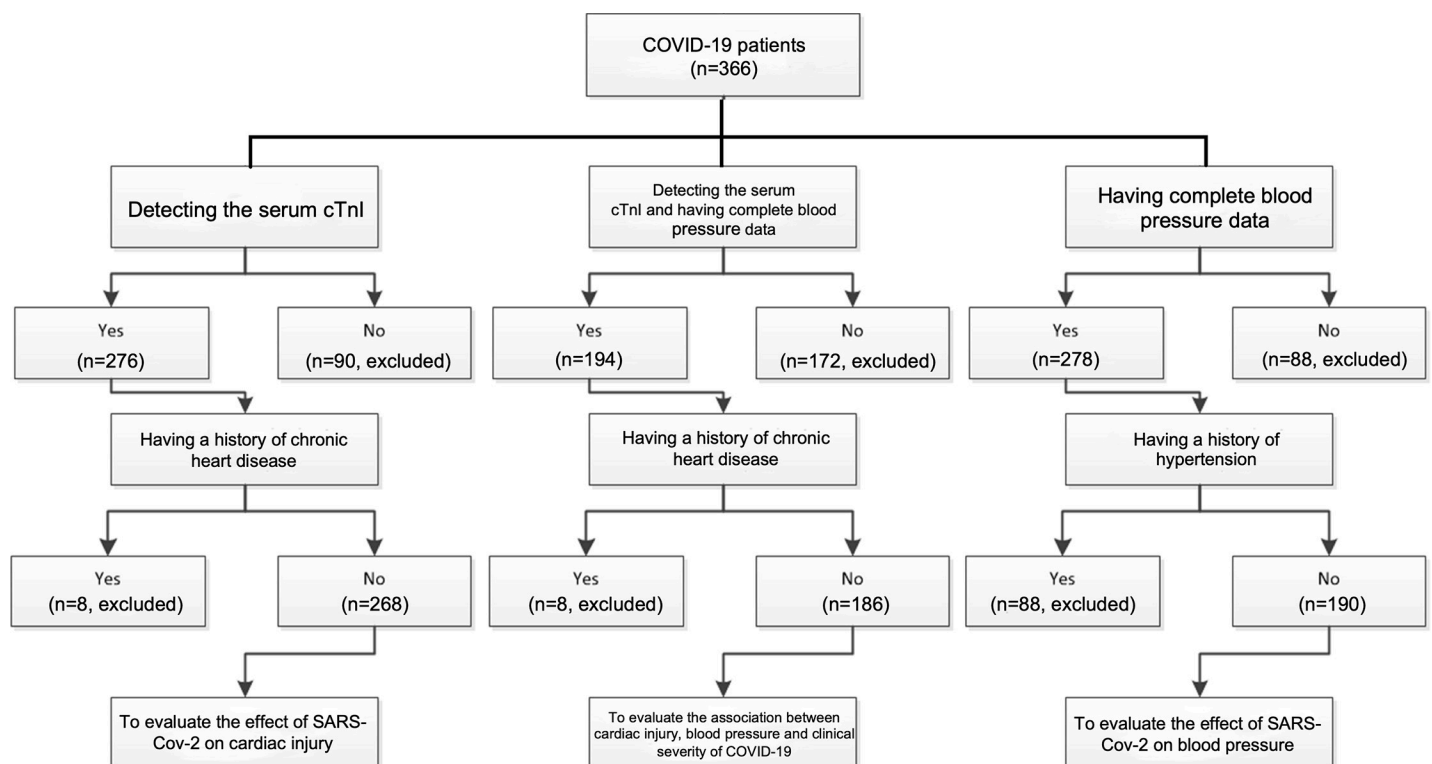 COVID-19 patients
(n=366)
Detecting the serum cTnI
Detecting the serum
cTnI and having complete blood
pressure data
Having complete blood
pressure data
Yes
(n=276)
No
(n=90, excluded)
Yes
(n=194)
No
(n=172, excluded)
Yes
(n=278)
No
(n=88, excluded)
Having a history of chronic
heart disease
Having a history of chronic
heart disease
Having a history of
hypertension
Yes
(n=8, excluded)
No
(n=268)
Yes
(n=8, excluded)
No
(n=186)
Yes
(n=88, excluded)
No
(n=190)
To evaluate the effect of SARS-
Cov-2 on cardiac injury
To evaluate the association between
cardiac injury, blood pressure and clinical
severity of COVID-19
To evaluate the effect of SARS-
Cov-2 on blood pressure